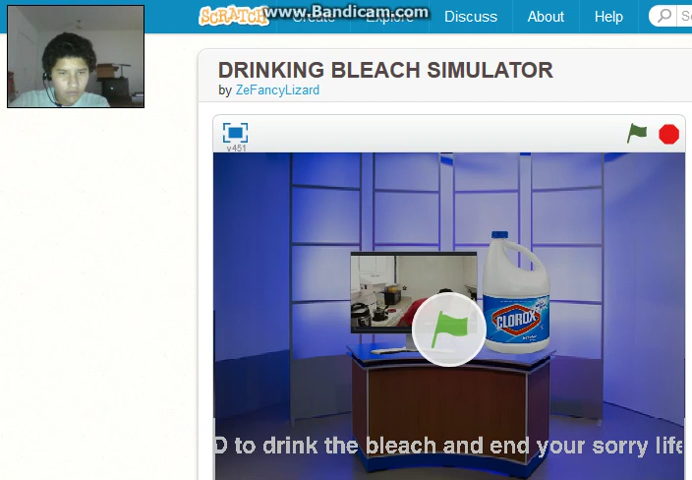 www.Bandicam.com
SCRATCH Create Explore Discuss About Help
DRINKING BLEACH SIMULATOR
by ZeFancyLizard
v451
CLOROX
D to drink the bleach and end your sorry life